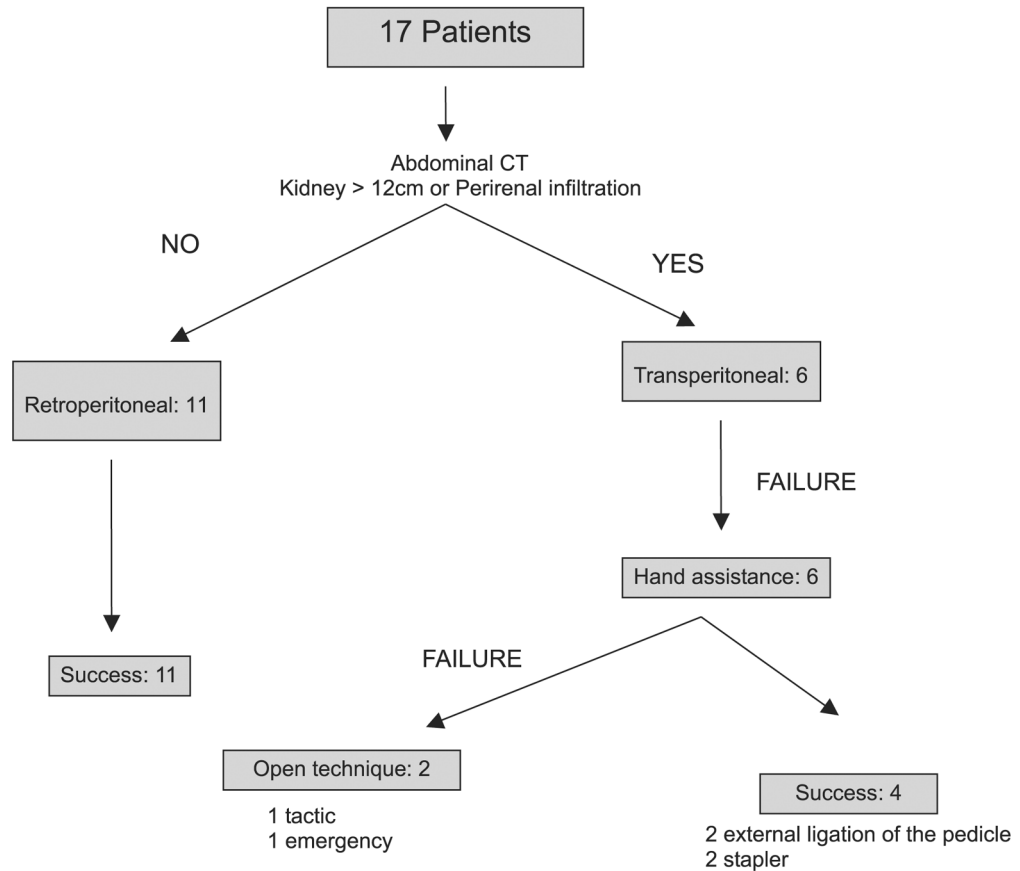 17 Patients
Abdominal CT
Kidney > 12cm or Perirenal infiltration
NO
YES
Retroperitoneal: 11
Transperitoneal: 6
FAILURE
Hand assistance: 6
FAILURE
Success: 11
Open technique: 2
1 tactic
1 emergency
Success: 4
2 external ligation of the pedicle
2 stapler